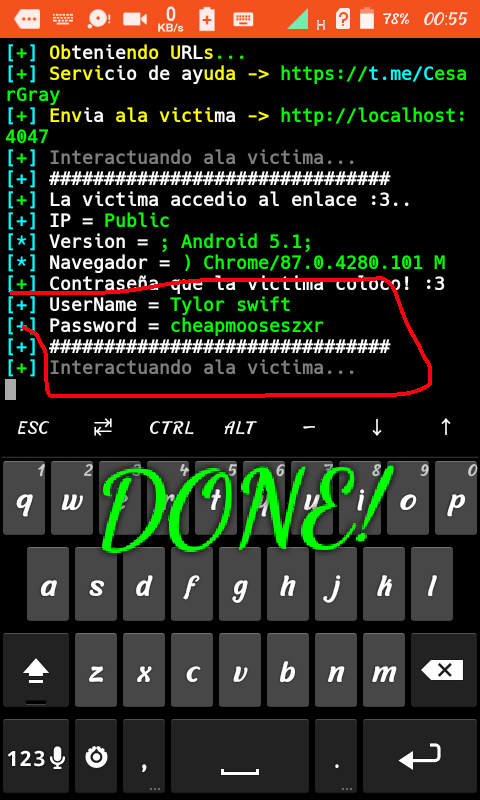 0 KB/s H 78% 00:55
[+] Obteniendo URLs...
[+] Servicio de ayuda -> https://t.me/Cesa
rGray
[+] Envia ala victima -> http://localhost:
4047
[+] Interactuando ala victima...
[+] ###############################
[+] La victima accedio al enlace :3..
[+] IP = Public
[*] Version = ; Android 5.1;
[*] Navegador = ) Chrome/87.0.4280.101 M
[+] Contraseña que la victima coloco! :3
[+] UserName = Tylor swift
[+] Password = cheapmooseszxr
[+] ###############################
[+] Interactuando ala victima...
ESC ⇄ CTRL ALT – ↓ ↑
1 2 3 4 5 6 7 8 9 0
q w e r t y u i o p
DONE!
a s d f g h j k l
z x c v b n m
123 , .